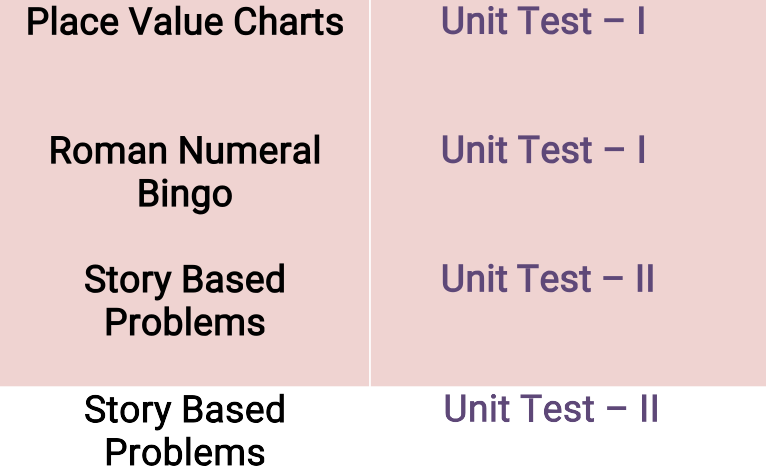 Place Value Charts
Unit Test – I
Roman Numeral
Bingo
Unit Test – I
Story Based
Problems
Unit Test – II
Story Based
Problems
Unit Test – II